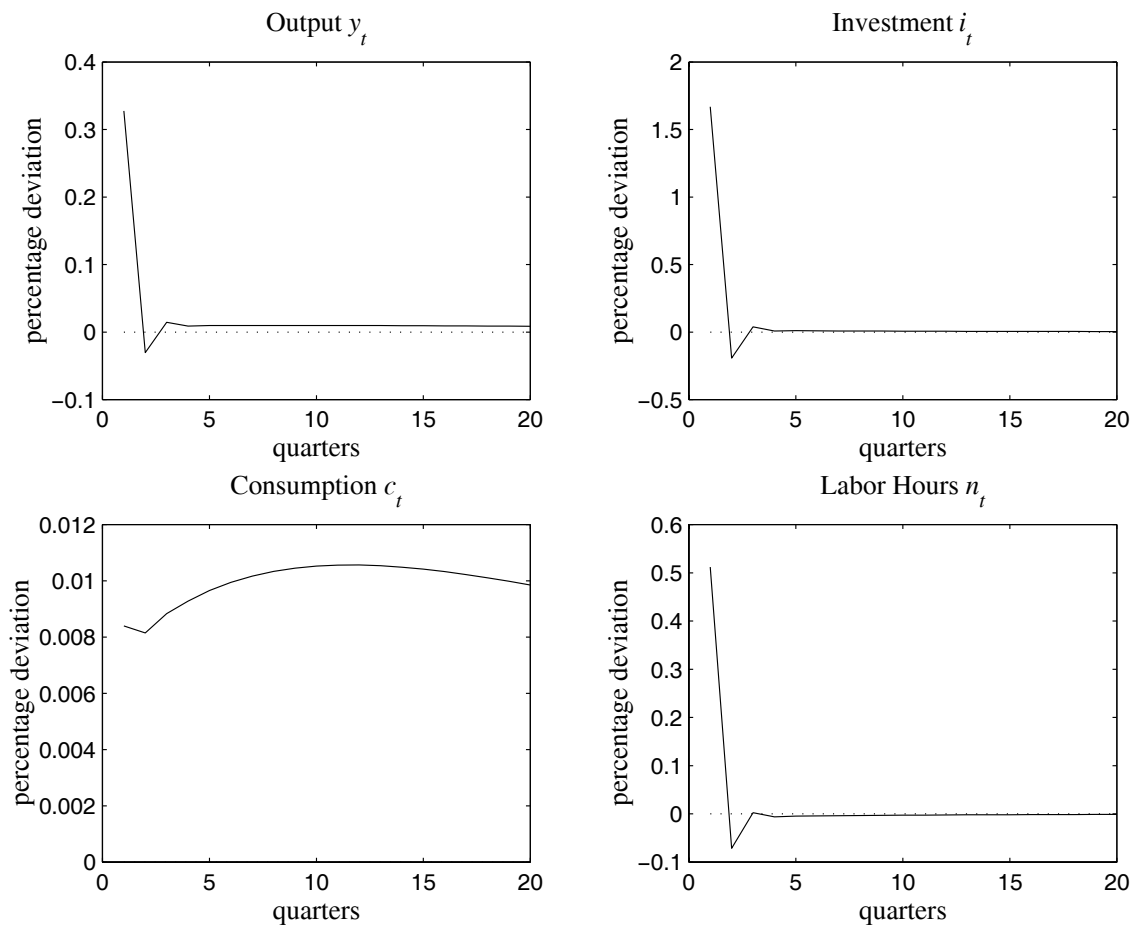 Output y_t
0.4
0.3
0.2
0.1
0
−0.1
percentage deviation
0 5 10 15 20
quarters
Investment i_t
2
1.5
1
0.5
0
−0.5
percentage deviation
0 5 10 15 20
quarters
Consumption c_t
0.012
0.010
0.008
0.006
0.004
0.002
0
percentage deviation
0 5 10 15 20
quarters
Labor Hours n_t
0.6
0.5
0.4
0.3
0.2
0.1
0
−0.1
percentage deviation
0 5 10 15 20
quarters